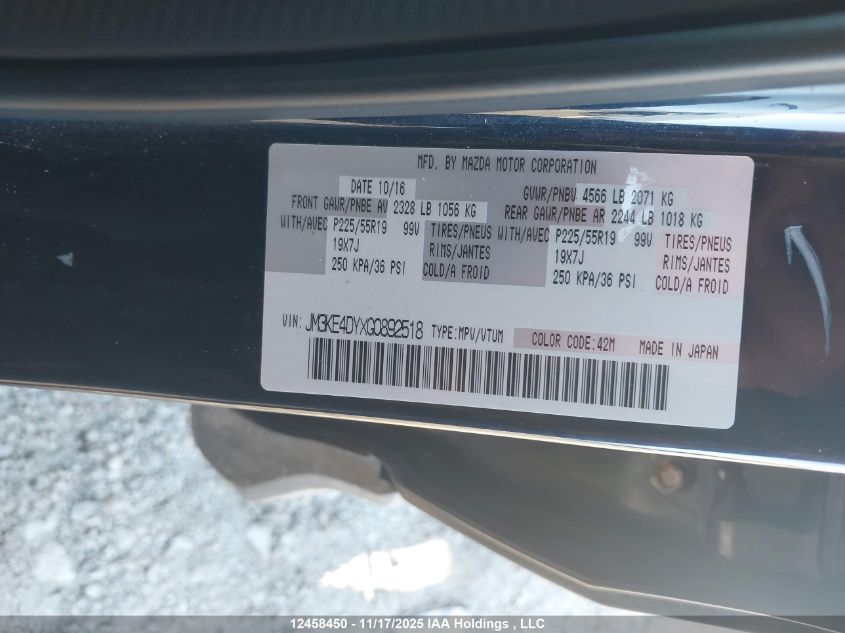 MFD. BY MAZDA MOTOR CORPORATION
DATE 10/16 GVWR/PNBV 4566 LB 2071 KG
FRONT GAWR/PNBE AV 2328 LB 1056 KG REAR GAWR/PNBE AR 2244 LB 1018 KG
WITH/AVEC P225/55R19 99V TIRES/PNEUS WITH/AVEC P225/55R19 99V TIRES/PNEUS
19X7J RIMS/JANTES 19X7J RIMS/JANTES
250 KPA/36 PSI COLD/A FROID 250 KPA/36 PSI COLD/A FROID
VIN: JM3KE4DYXG0892518 TYPE:MPV/VTUM COLOR CODE:42M MADE IN JAPAN
12458450 - 11/17/2025 IAA Holdings , LLC